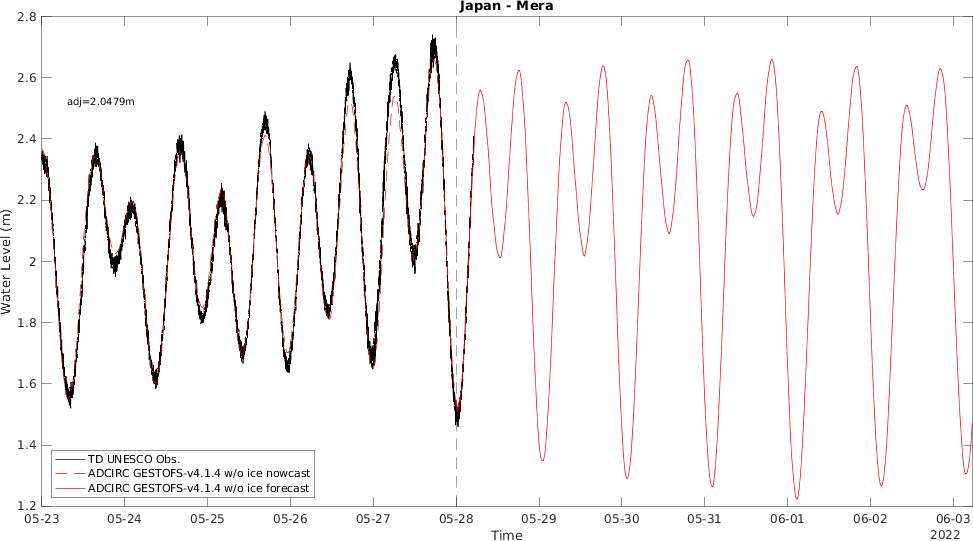 Japan - Mera
2.8
2.6
2.4
2.2
2
1.8
1.6
1.4
1.2
Water Level (m)
adj=2.0479m
TD UNESCO Obs.
ADCIRC GESTOFS-v4.1.4 w/o ice nowcast
ADCIRC GESTOFS-v4.1.4 w/o ice forecast
05-23 05-24 05-25 05-26 05-27 05-28 05-29 05-30 05-31 06-01 06-02 06-03
Time
2022